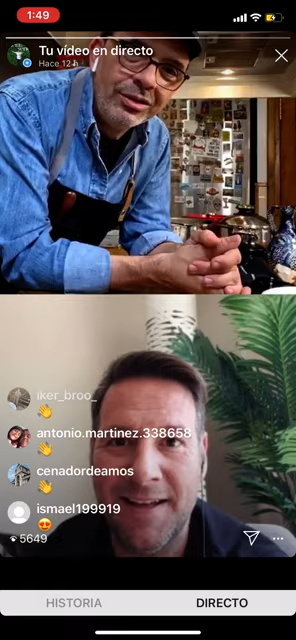 1:49
Tu vídeo en directo
Hace 12 h
iker_broo_
👏
antonio.martinez.338658
👏
cenadordeamos
👏
ismael199919
😍
5649
HISTORIA
DIRECTO